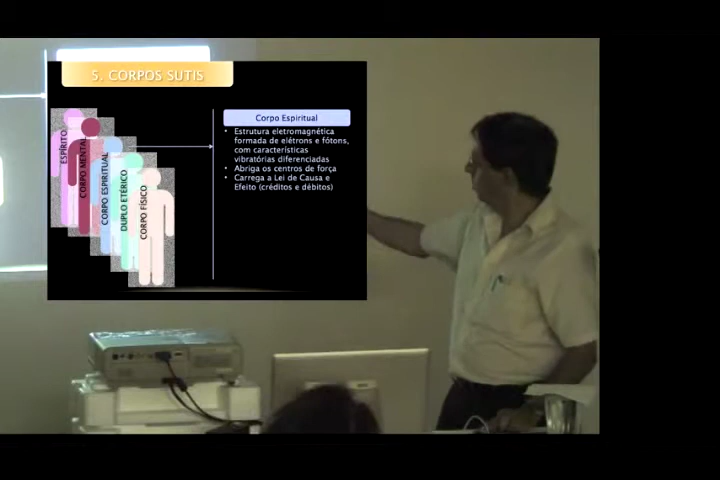 5. CORPOS SUTIS
ESPÍRITO
CORPO MENTAL
CORPO ESPIRITUAL
DUPLO ETÉRICO
CORPO FÍSICO
Corpo Espiritual
• Estrutura eletromagnética
formada de elétrons e fótons,
com características
vibratórias diferenciadas
• Abriga os centros de força
• Carrega a Lei de Causa e
Efeito (créditos e débitos)